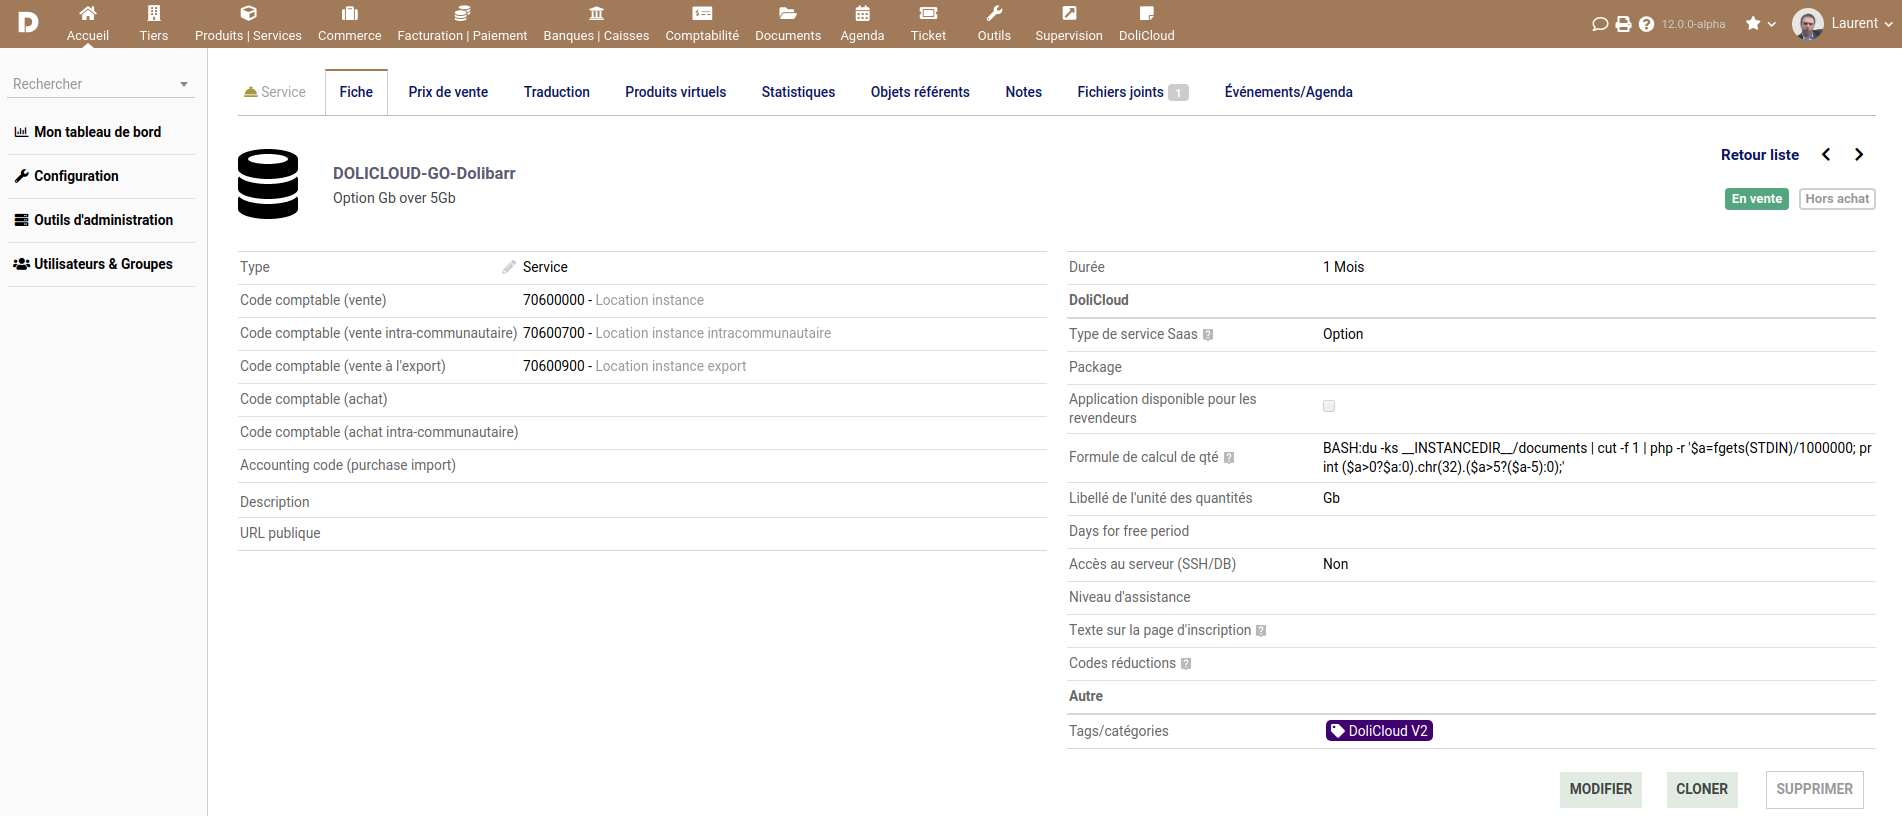 Accueil
Tiers
Produits | Services
Commerce
Facturation | Paiement
Banques | Caisses
Comptabilité
Documents
Agenda
Ticket
Outils
Supervision
DoliCloud
12.0.0-alpha
Laurent
Rechercher
Mon tableau de bord
Configuration
Outils d'administration
Utilisateurs & Groupes
Service
Fiche
Prix de vente
Traduction
Produits virtuels
Statistiques
Objets référents
Notes
Fichiers joints 1
Événements/Agenda
DOLICLOUD-GO-Dolibarr
Option Gb over 5Gb
Retour liste
En vente
Hors achat
Type Service
Code comptable (vente) 70600000 - Location instance
Code comptable (vente intra-communautaire) 70600700 - Location instance intracommunautaire
Code comptable (vente à l'export) 70600900 - Location instance export
Code comptable (achat)
Code comptable (achat intra-communautaire)
Accounting code (purchase import)
Description
URL publique
Durée 1 Mois
DoliCloud
Type de service Saas ? Option
Package
Application disponible pour les
revendeurs
Formule de calcul de qté ? BASH:du -ks __INSTANCEDIR__/documents | cut -f 1 | php -r '$a=fgets(STDIN)/1000000; pr
int ($a>0?$a:0).chr(32).($a>5?($a-5):0);'
Libellé de l'unité des quantités Gb
Days for free period
Accès au serveur (SSH/DB) Non
Niveau d'assistance
Texte sur la page d'inscription ?
Codes réductions ?
Autre
Tags/catégories DoliCloud V2
MODIFIER
CLONER
SUPPRIMER